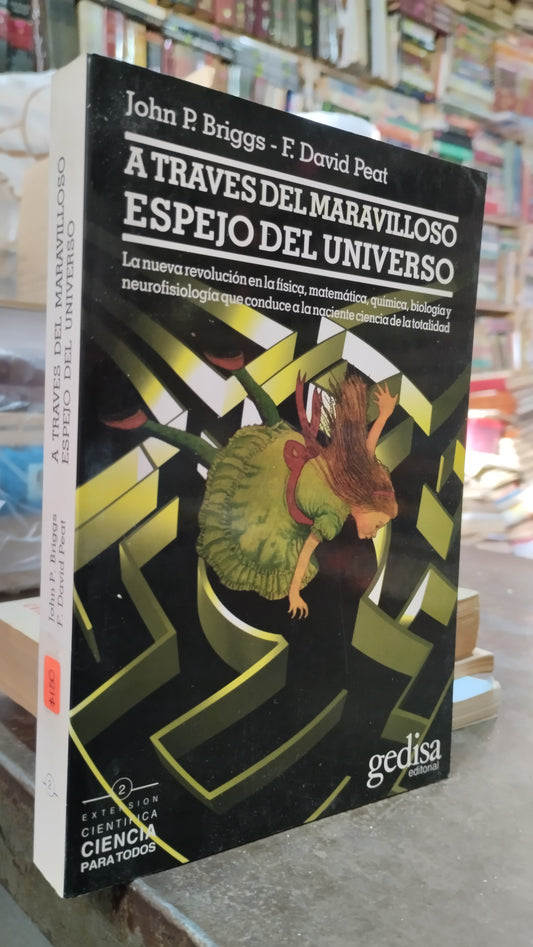 John P. Briggs - F. David Peat
A TRAVES DEL MARAVILLOSO
ESPEJO DEL UNIVERSO
La nueva revolución en la física, matemática, química, biología y
neurofisiología que conduce a la naciente ciencia de la totalidad
gedisa
editorial
2
EXTENSION
CIENTIFICA
CIENCIA
PARA TODOS
A TRAVES DEL MARAVILLOSO
ESPEJO DEL UNIVERSO
John P. Briggs
F. David Peat